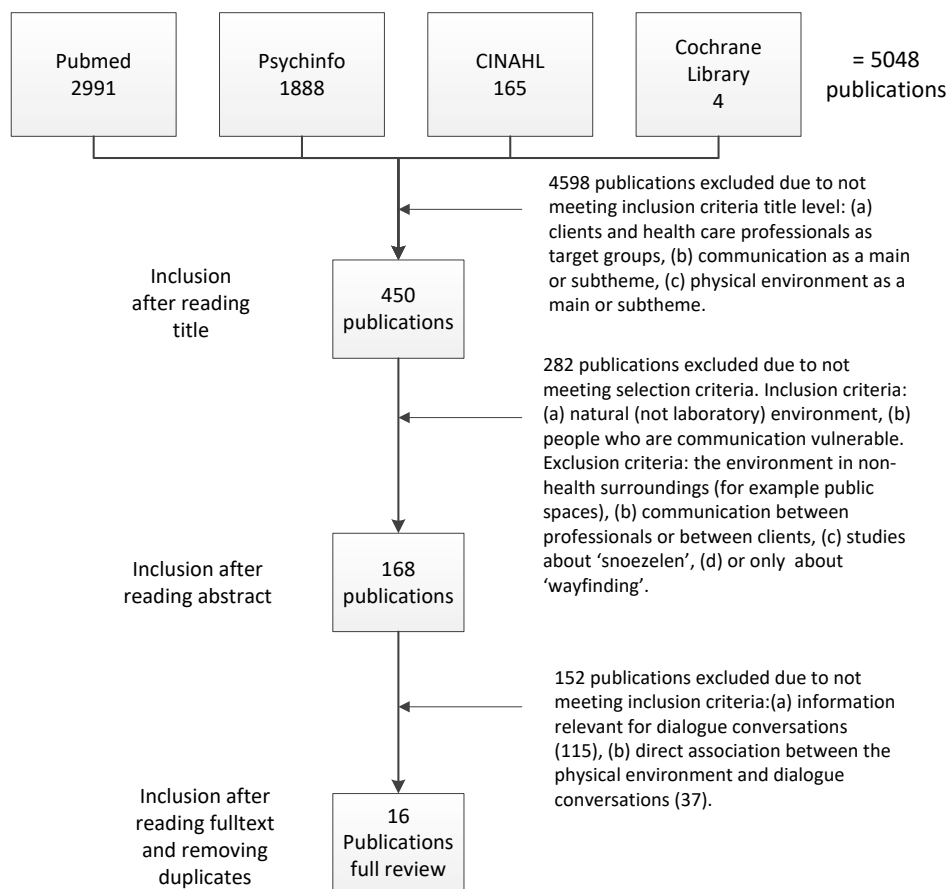 Pubmed
2991
Psychinfo
1888
CINAHL
165
Cochrane
Library
4
= 5048
publications
4598 publications excluded due to not
meeting inclusion criteria title level: (a)
clients and health care professionals as
target groups, (b) communication as a main
or subtheme, (c) physical environment as a
main or subtheme.
Inclusion
after reading
title
450
publications
282 publications excluded due to not
meeting selection criteria. Inclusion criteria:
(a) natural (not laboratory) environment, (b)
people who are communication vulnerable.
Exclusion criteria: the environment in non-
health surroundings (for example public
spaces), (b) communication between
professionals or between clients, (c) studies
about ‘snoezelen’, (d) or only about
‘wayfinding’.
Inclusion after
reading abstract
168
publications
152 publications excluded due to not
meeting inclusion criteria:(a) information
relevant for dialogue conversations
(115), (b) direct association between the
physical environment and dialogue
conversations (37).
Inclusion after
reading fulltext
and removing
duplicates
16
Publications
full review